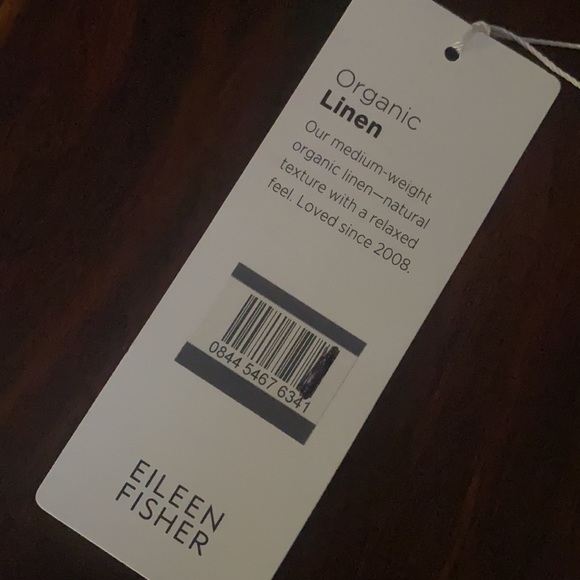 Organic
Linen
Our medium-weight
organic linen—natural
texture with a relaxed
feel. Loved since 2008.
0844 5467 6341
EILEEN
FISHER